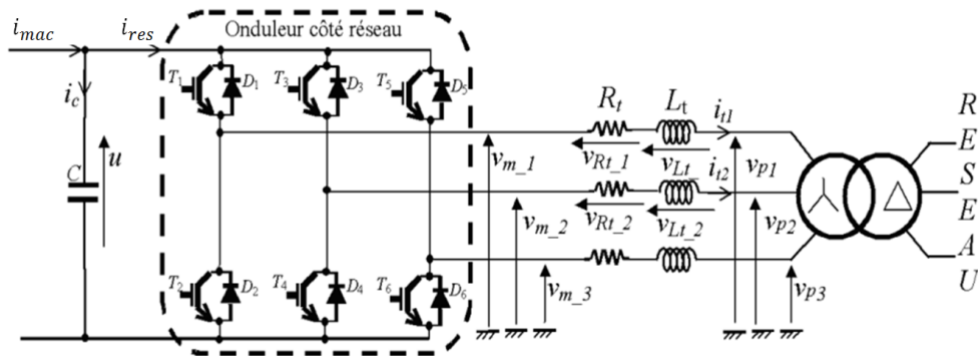 i_mac
i_res
Onduleur côté réseau
T1 D1
T3 D3
T5 D5
i_c
C
u
R_t
L_t
i_t1
v_m_1
v_Rt_1
v_Lt_
i_t2
v_p1
v_m_2
v_Rt_2
v_Lt_2
v_p2
v_m_3
v_p3
T2 D2
T4 D4
T6 D6
R
E
S
E
A
U